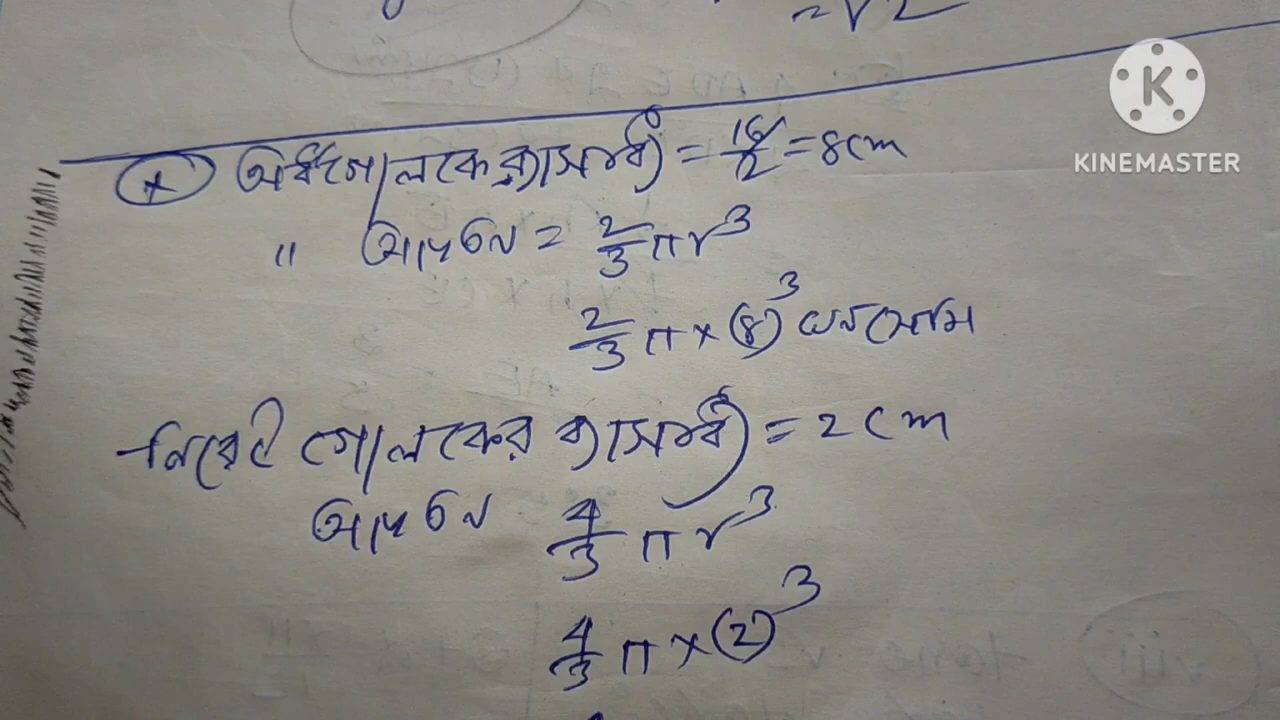 = √2
K
KINEMASTER
* অর্ধগোলকের ব্যাসার্ধ = 16/2 = 8cm
" আয়তন = 2/3 πr³
2/3 π × (8)³ ঘনসেমি
নিরেট গোলকের ব্যাসার্ধ = 2cm
আয়তন 4/3 πr³
4/3 π × (2)³